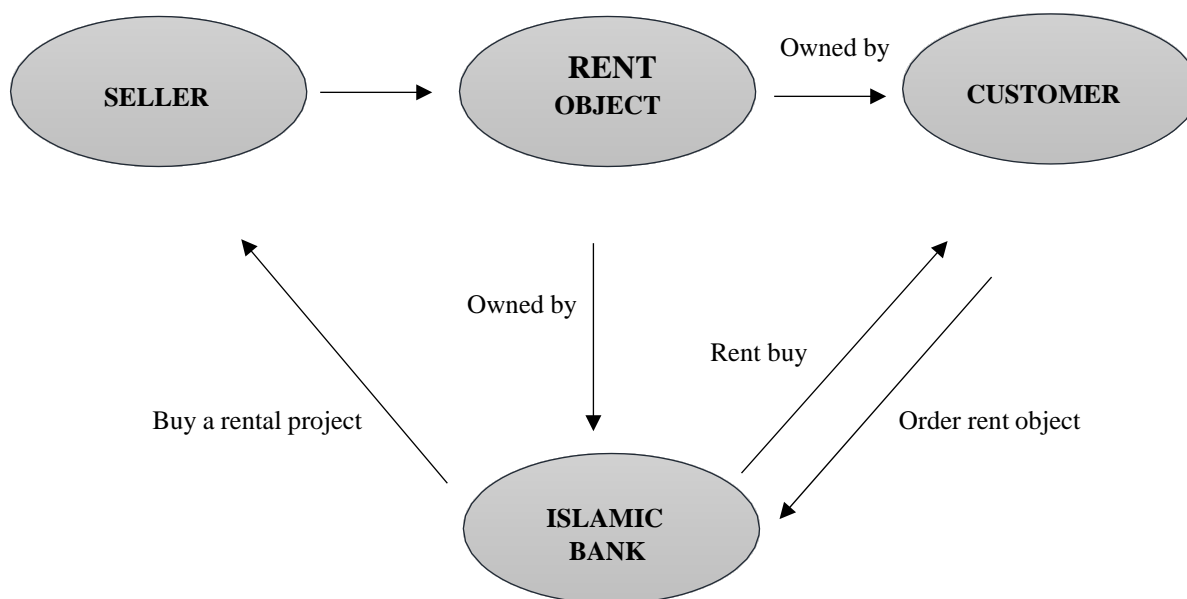 Owned by
SELLER
RENT
OBJECT
CUSTOMER
Owned by
Rent buy
Buy a rental project
Order rent object
ISLAMIC
BANK